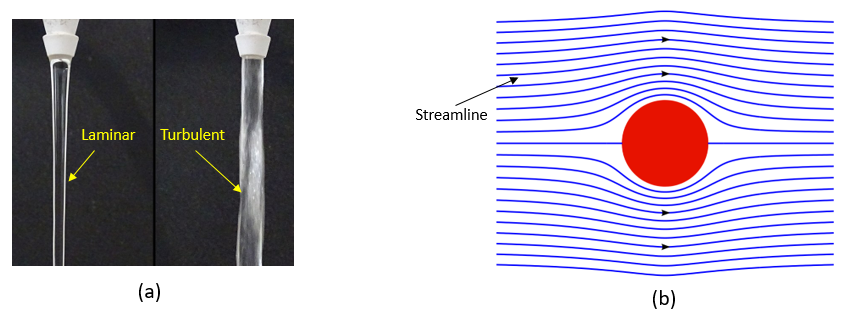 Laminar
Turbulent
(a)
Streamline
(b)